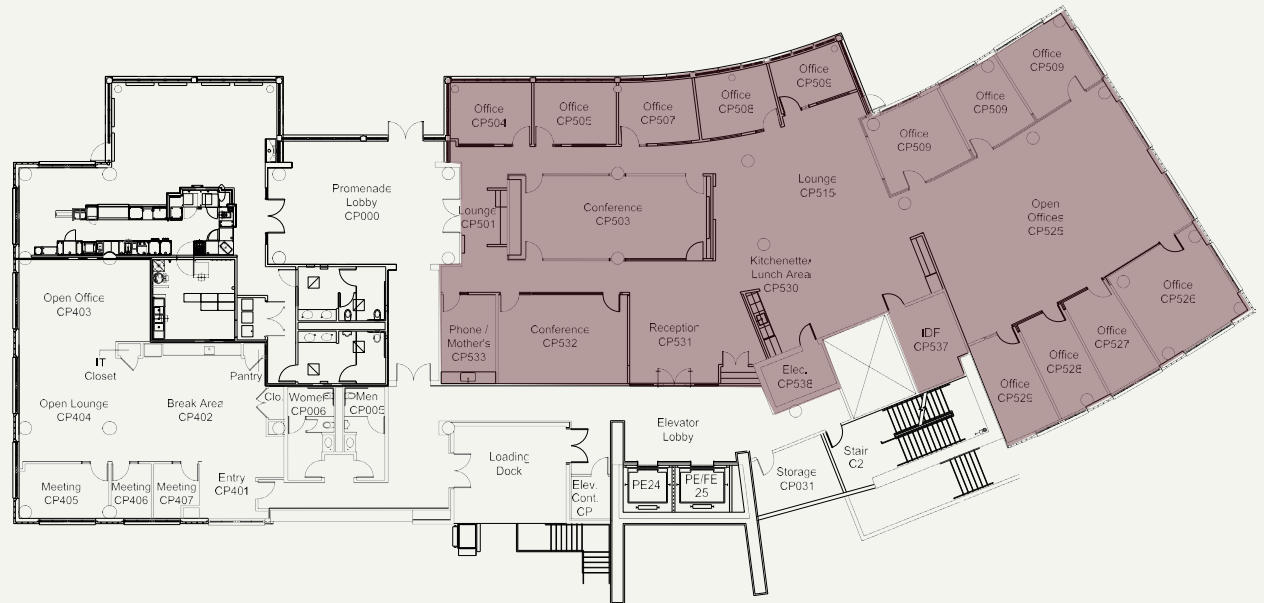 Office
CP504
Office
CP505
Office
CP507
Office
CP508
Office
CP509
Office
CP509
Office
CP509
Office
CP509
Promenade
Lobby
CP000
Lounge
CP501
Conference
CP503
Lounge
CP515
Open
Offices
CP525
Kitchenette/
Lunch Area
CP530
Open Office
CP403
Phone /
Mother's
CP533
Conference
CP532
Reception
CP531
IDF
CP537
Elec.
CP538
Office
CP526
Office
CP527
Office
CP528
Office
CP529
IT
Closet
Pantry
Open Lounge
CP404
Break Area
CP402
Clo.
Women
CP006
Men
CP005
Elevator
Lobby
Loading
Dock
Stair
C2
Storage
CP031
Meeting
CP405
Meeting
CP406
Meeting
CP407
Entry
CP401
Elev.
Cont.
CP
PE24
PE/FE
25